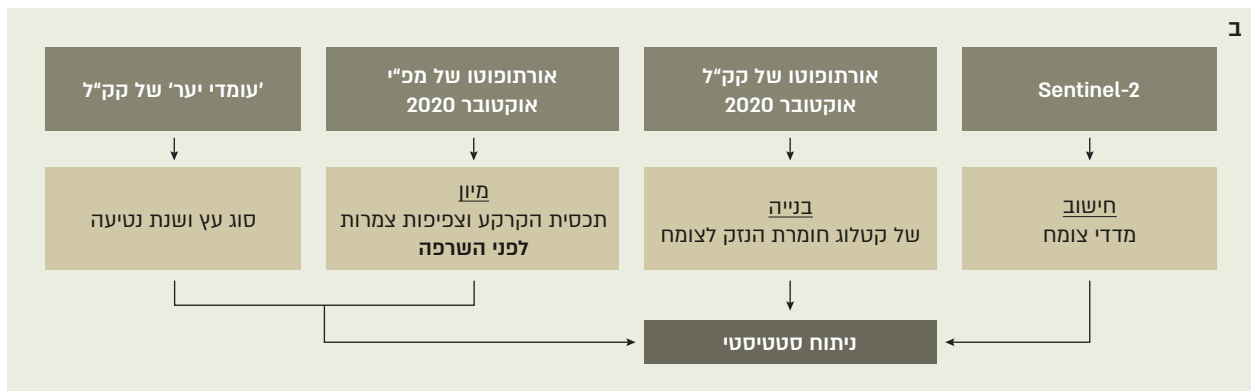 ב
Sentinel-2
אורתופוטו של קק"ל
אוקטובר 2020
אורתופוטו של מפ"י
אוקטובר 2020
'עומדי יער' של קק"ל
חישוב
מדדי צומח
בנייה
של קטלוג חומרת הנזק לצומח
מיון
תכסית הקרקע וצפיפות צמרות
לפני השרפה
סוג עץ ושנת נטיעה
ניתוח סטטיסטי